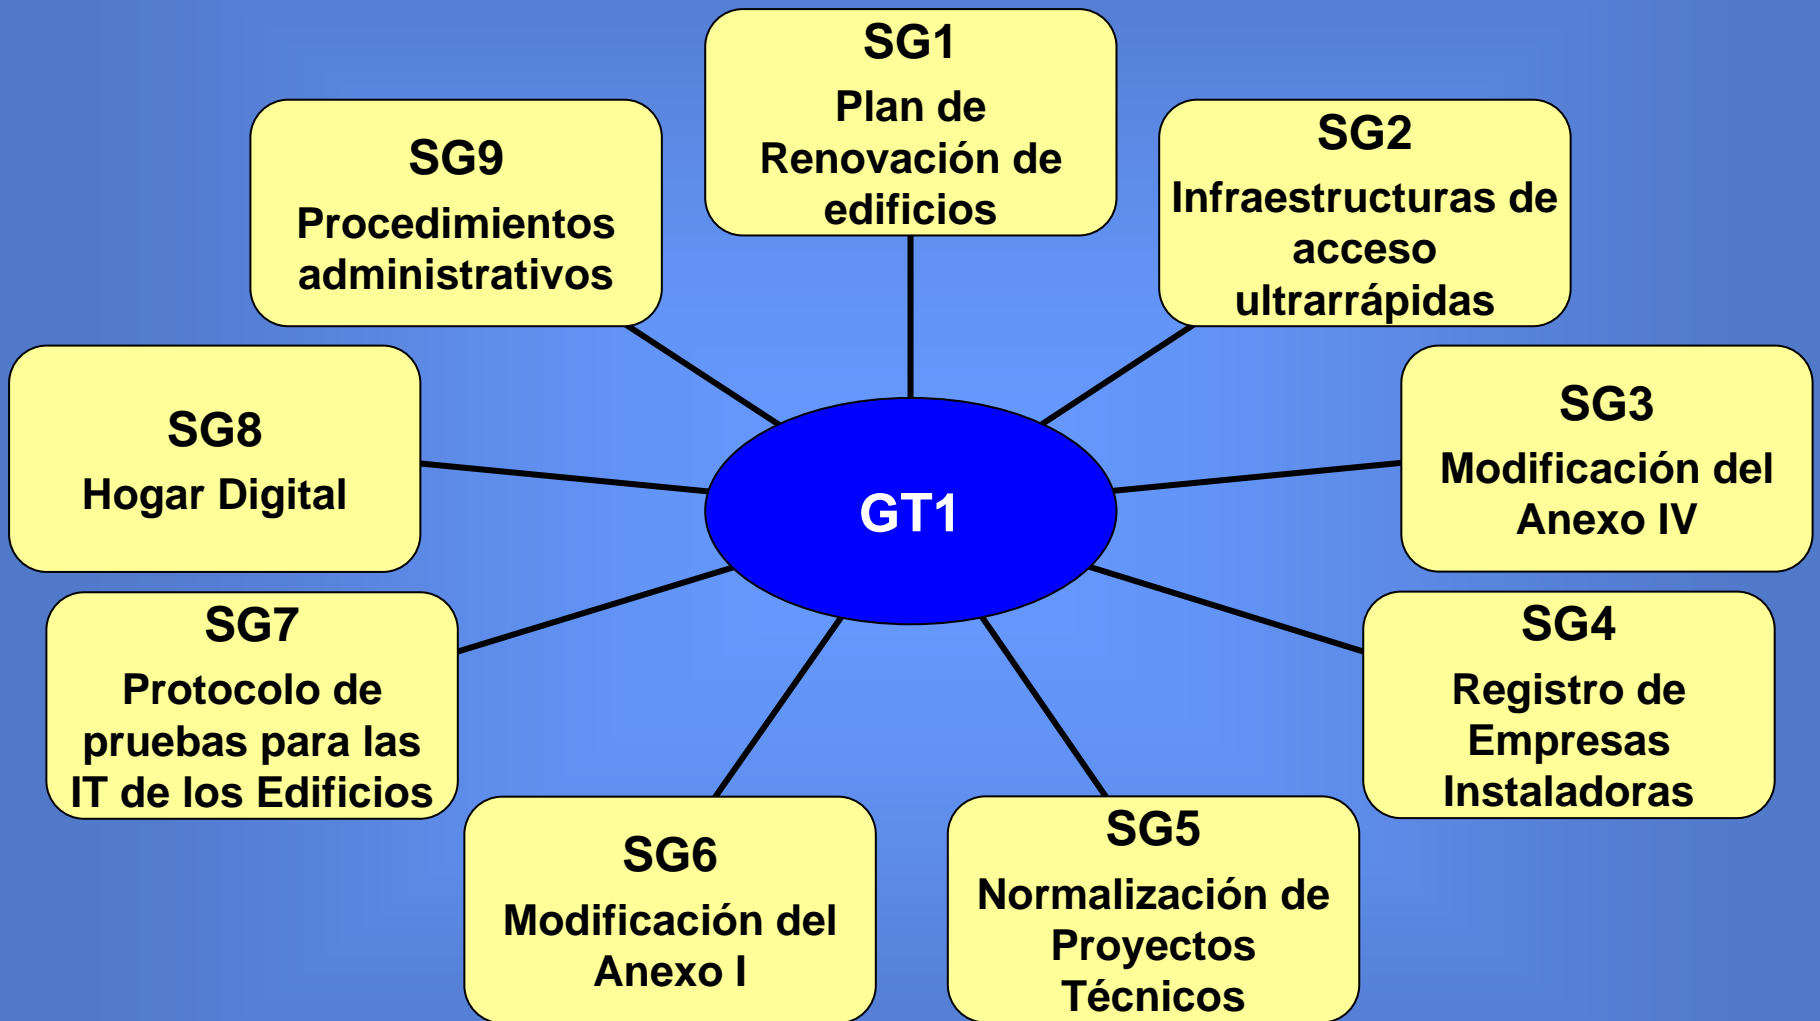 SG1
Plan de
Renovación de
edificios
SG2
Infraestructuras de
acceso
ultrarrápidas
SG3
Modificación del
Anexo IV
SG4
Registro de
Empresas
Instaladoras
SG5
Normalización de
Proyectos
Técnicos
SG6
Modificación del
Anexo I
SG7
Protocolo de
pruebas para las
IT de los Edificios
SG8
Hogar Digital
SG9
Procedimientos
administrativos
GT1